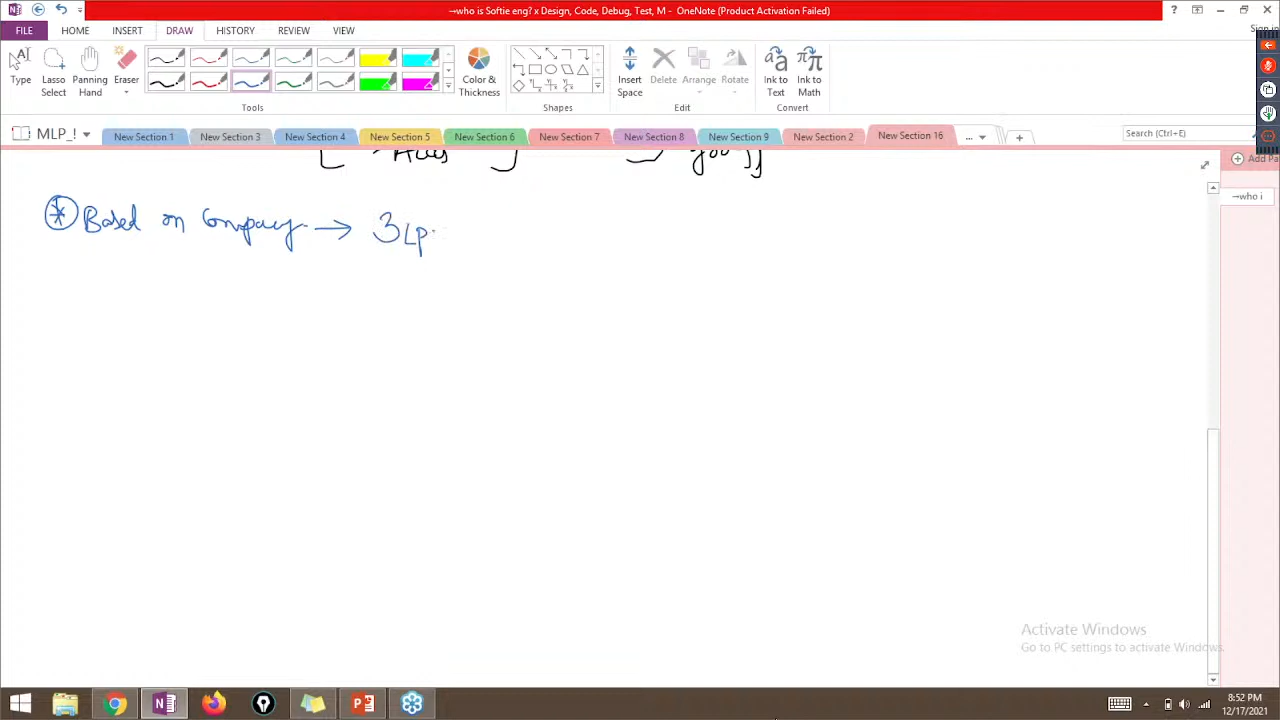 →who is Softie eng? x Design, Code, Debug, Test, M - OneNote (Product Activation Failed)
FILE HOME INSERT DRAW HISTORY REVIEW VIEW
Sign in
Type Lasso Select Panning Hand Eraser Color & Thickness Insert Space Delete Arrange Rotate Ink to Text Ink to Math
Tools Shapes Edit Convert
MLP_! New Section 1 New Section 3 New Section 4 New Section 5 New Section 6 New Section 7 New Section 8 New Section 9 New Section 2 New Section 16 ... Search (Ctrl+E)
Add Pa
→who i
Based on Company → 3 Lp
Activate Windows
Go to PC settings to activate Windows.
8:52 PM
12/17/2021